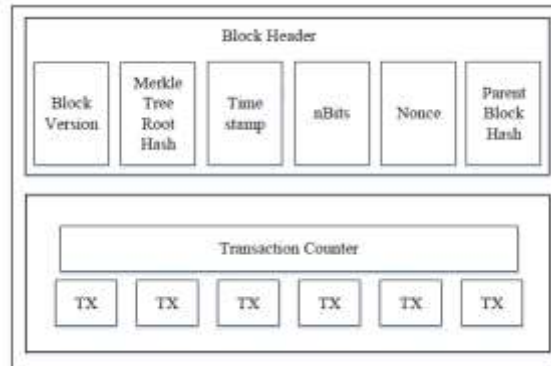 Block Header
Block
Version
Merkle
Tree
Root
Hash
Time
stamp
nBits
Nonce
Parent
Block
Hash
Transaction Counter
TX
TX
TX
TX
TX
TX